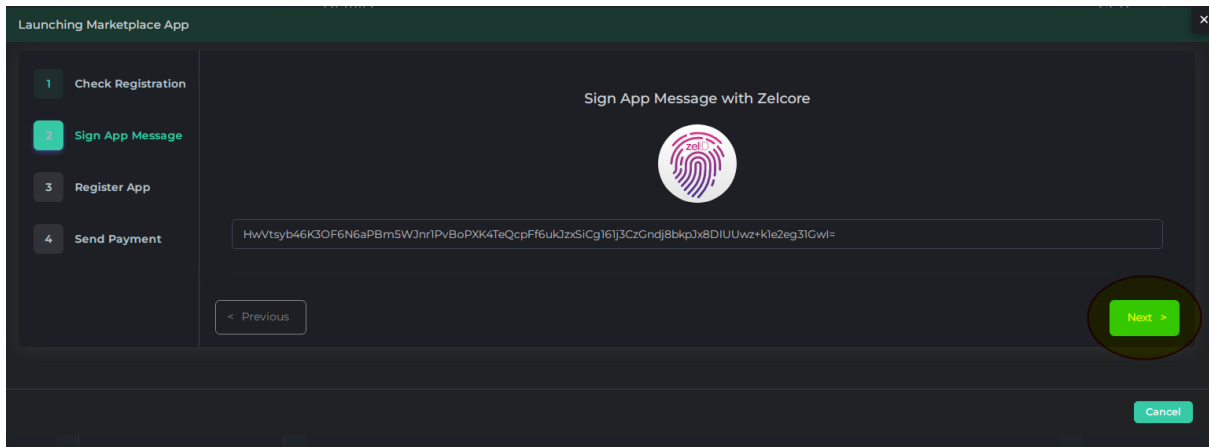 Launching Marketplace App
×
1 Check Registration
2 Sign App Message
3 Register App
4 Send Payment
Sign App Message with Zelcore
zelID
HwVtsyb46K3OF6N6aPBm5WJnr1PvBoPXK4TeQcpFf6ukJzxSiCg161j3CzGndj8bkpJx8DIUUwz+k1e2eg31GwI=
< Previous
Next >
Cancel